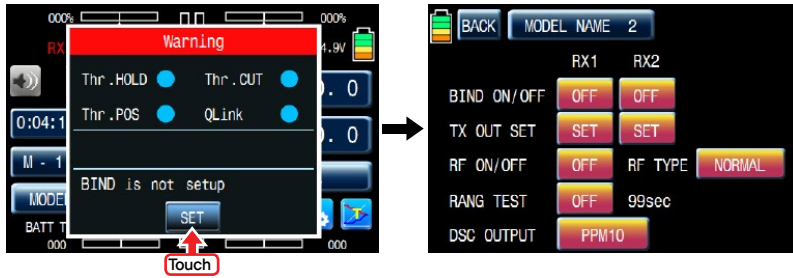 000% 000%
RX 4.9V
Warning
Thr.HOLD Thr.CUT
Thr.POS QLink
. 0
0:04:1
. 0
M - 1
BIND is not setup
MODEL
SET
BATT T
000 000
Touch
BACK MODEL NAME 2
RX1 RX2
BIND ON/OFF OFF OFF
TX OUT SET SET SET
RF ON/OFF OFF RF TYPE NORMAL
RANG TEST OFF 99sec
DSC OUTPUT PPM10